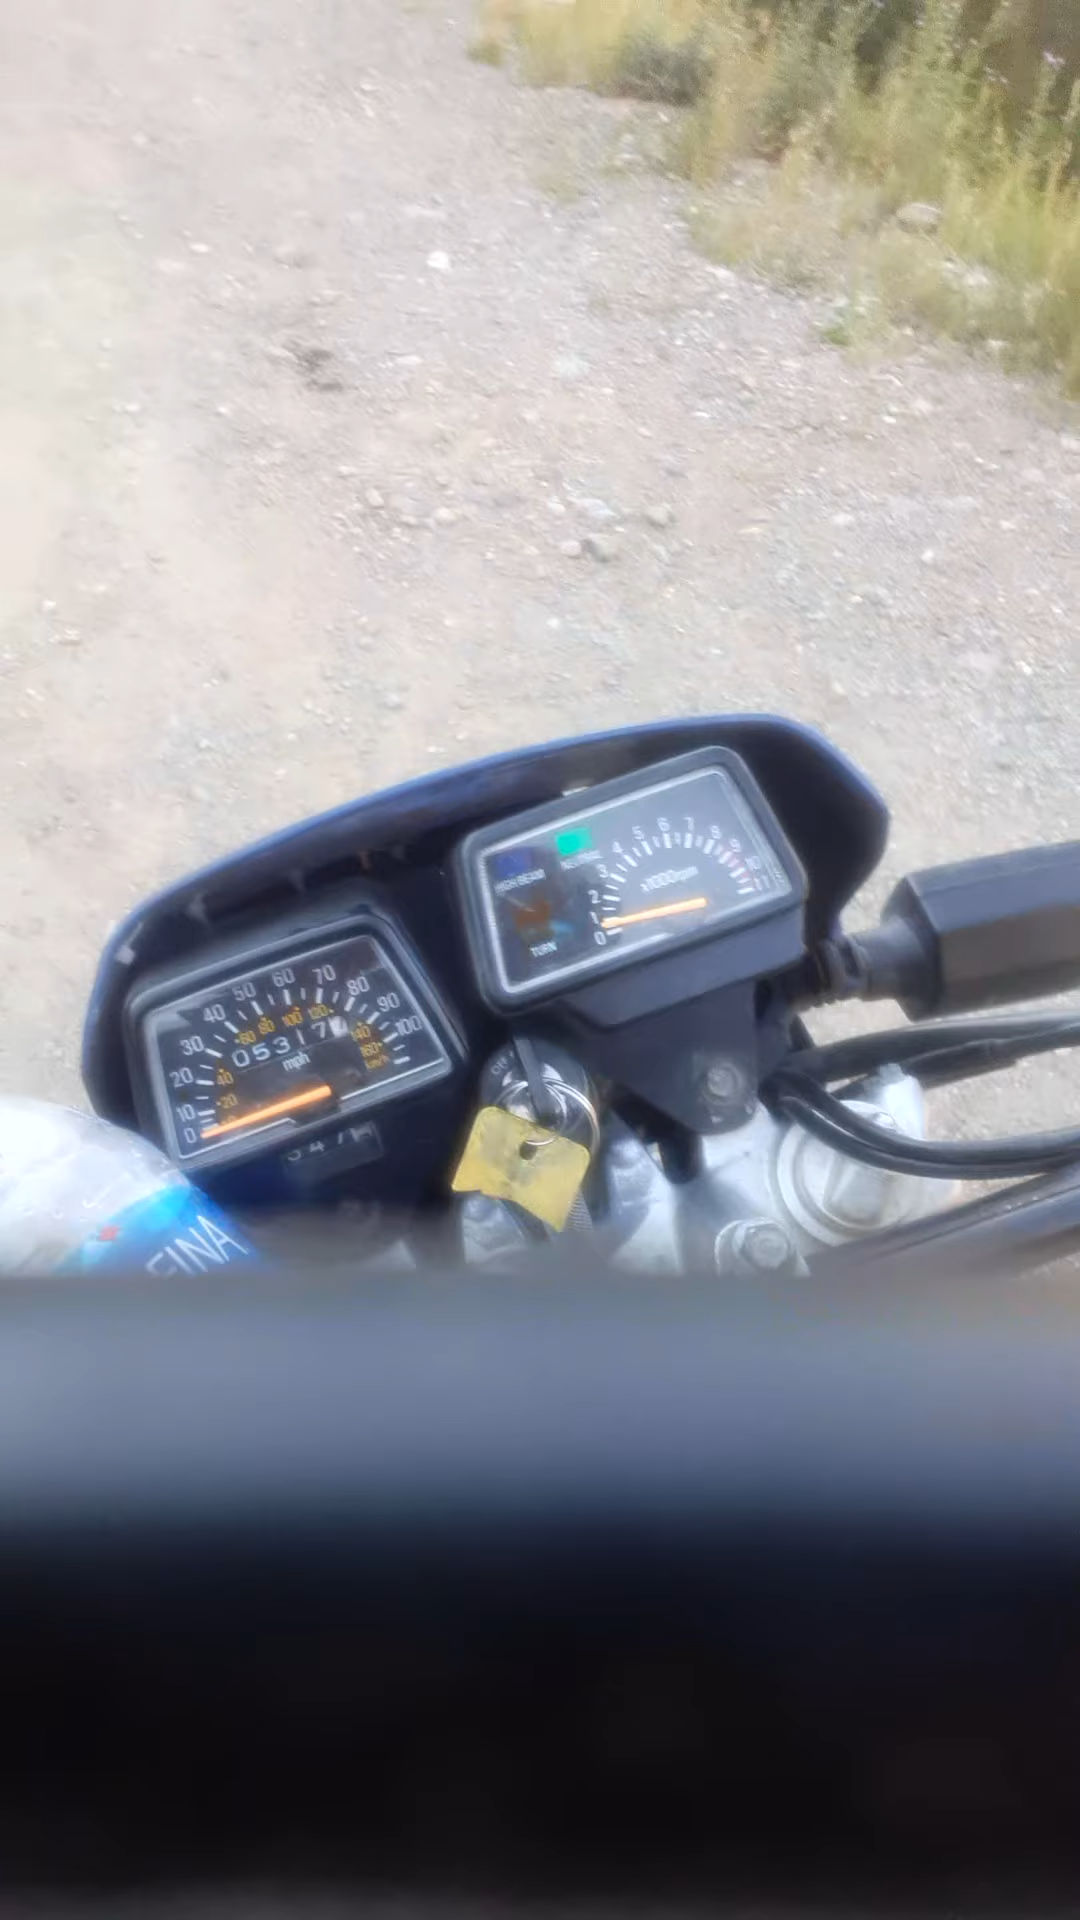 HIGH BEAM
NEUTRAL
TURN
0 1 2 3 4 5 6 7 8 9 10 11
x1000rpm
0 10 20 30 40 50 60 70 80 90 100
20 40 60 80 100 120 140 160
km/h
05317
mph
547
FINA